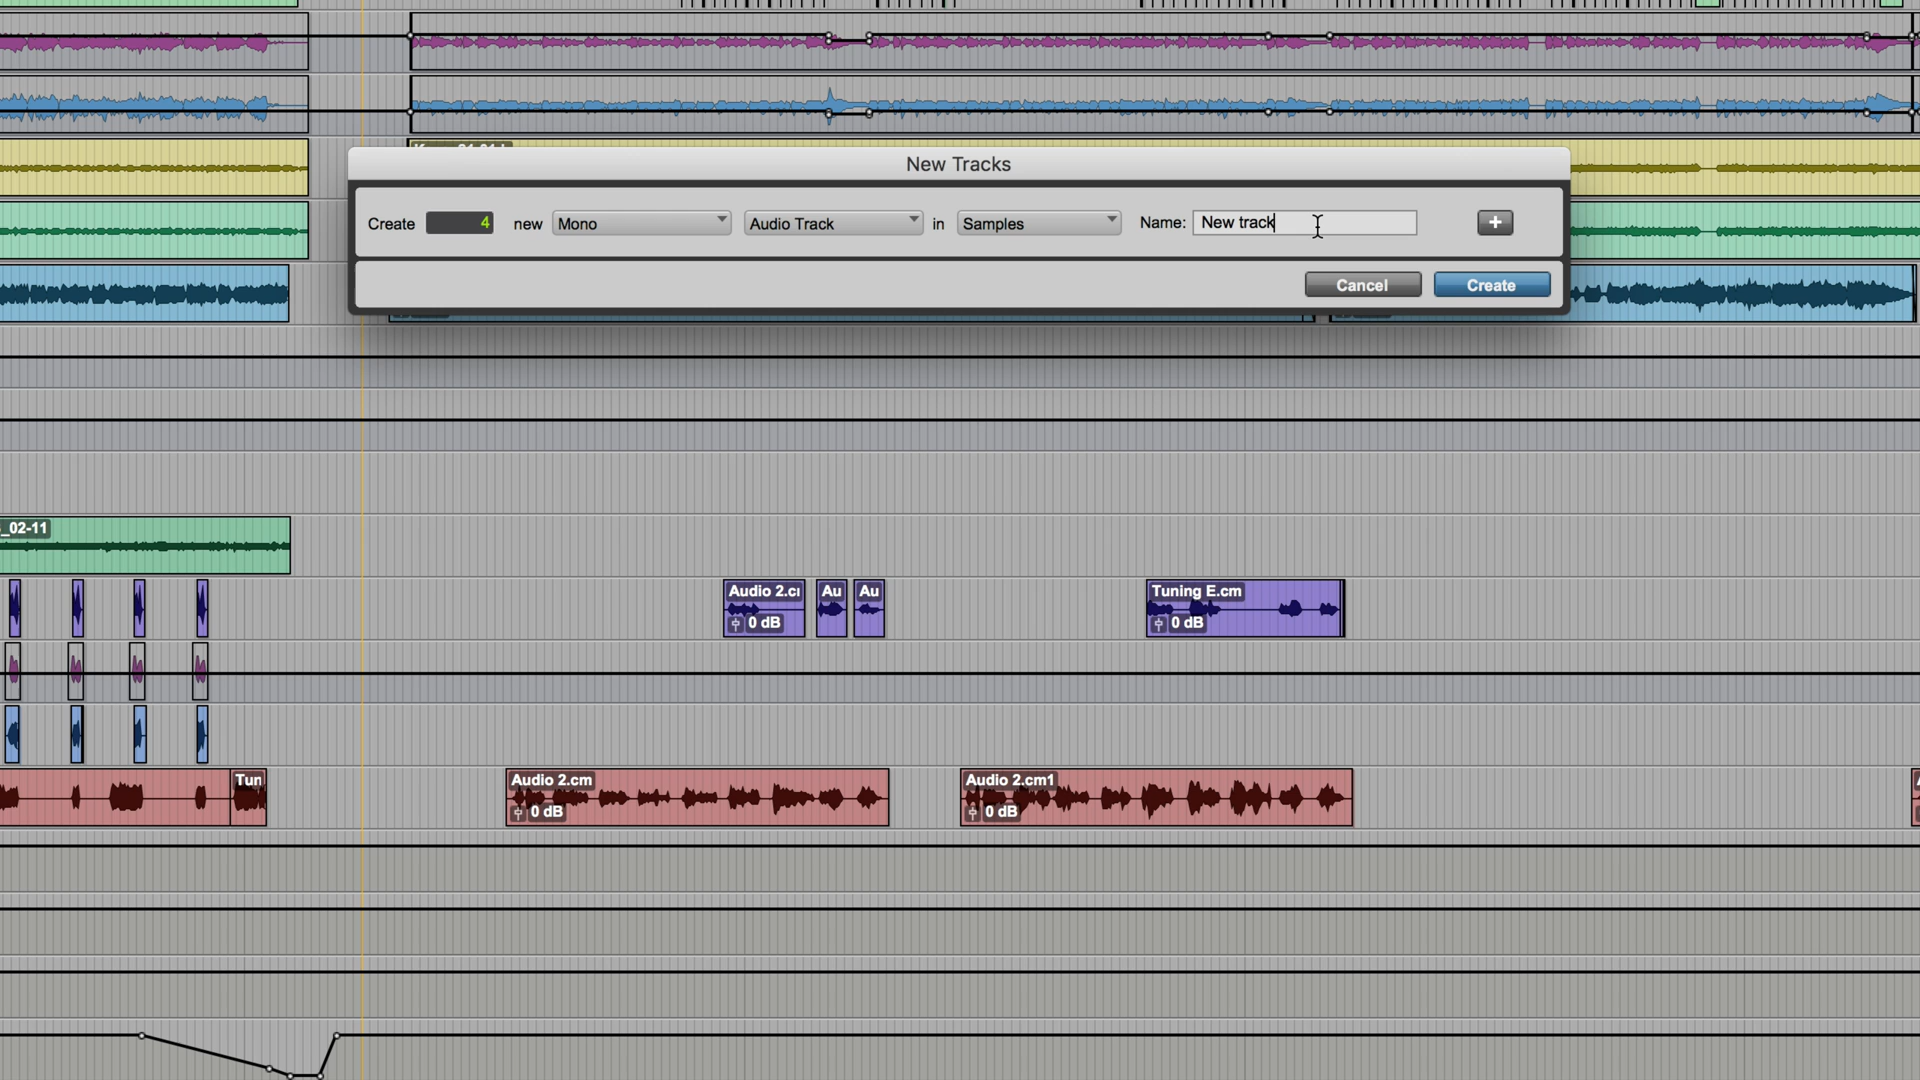 New Tracks
Create 4 new Mono Audio Track in Samples Name: New track +
Cancel Create
_02-11
Audio 2.c Au Au Tuning E.cm
0 dB 0 dB
Tun Audio 2.cm Audio 2.cm1
0 dB 0 dB